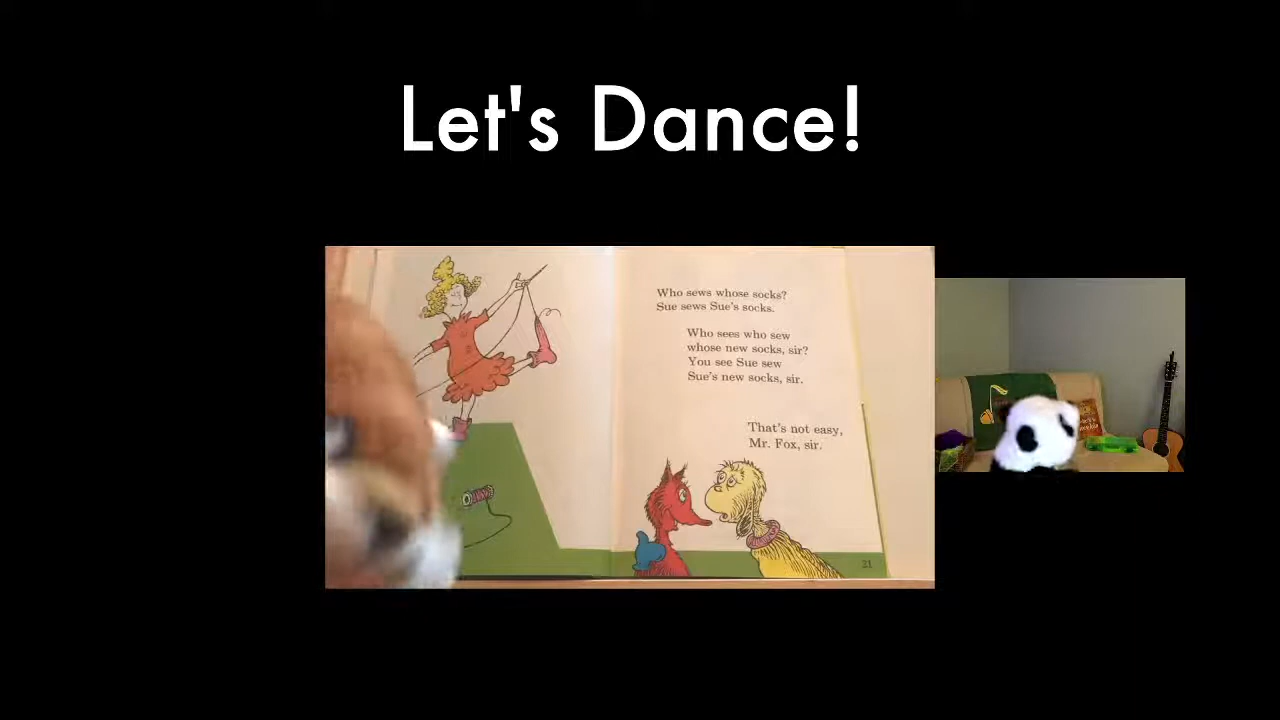 Let's Dance!
Who sews whose socks?
Sue sews Sue's socks.
Who sees who sew
whose new socks, sir?
You see Sue sew
Sue's new socks, sir.
That's not easy,
Mr. Fox, sir.
21